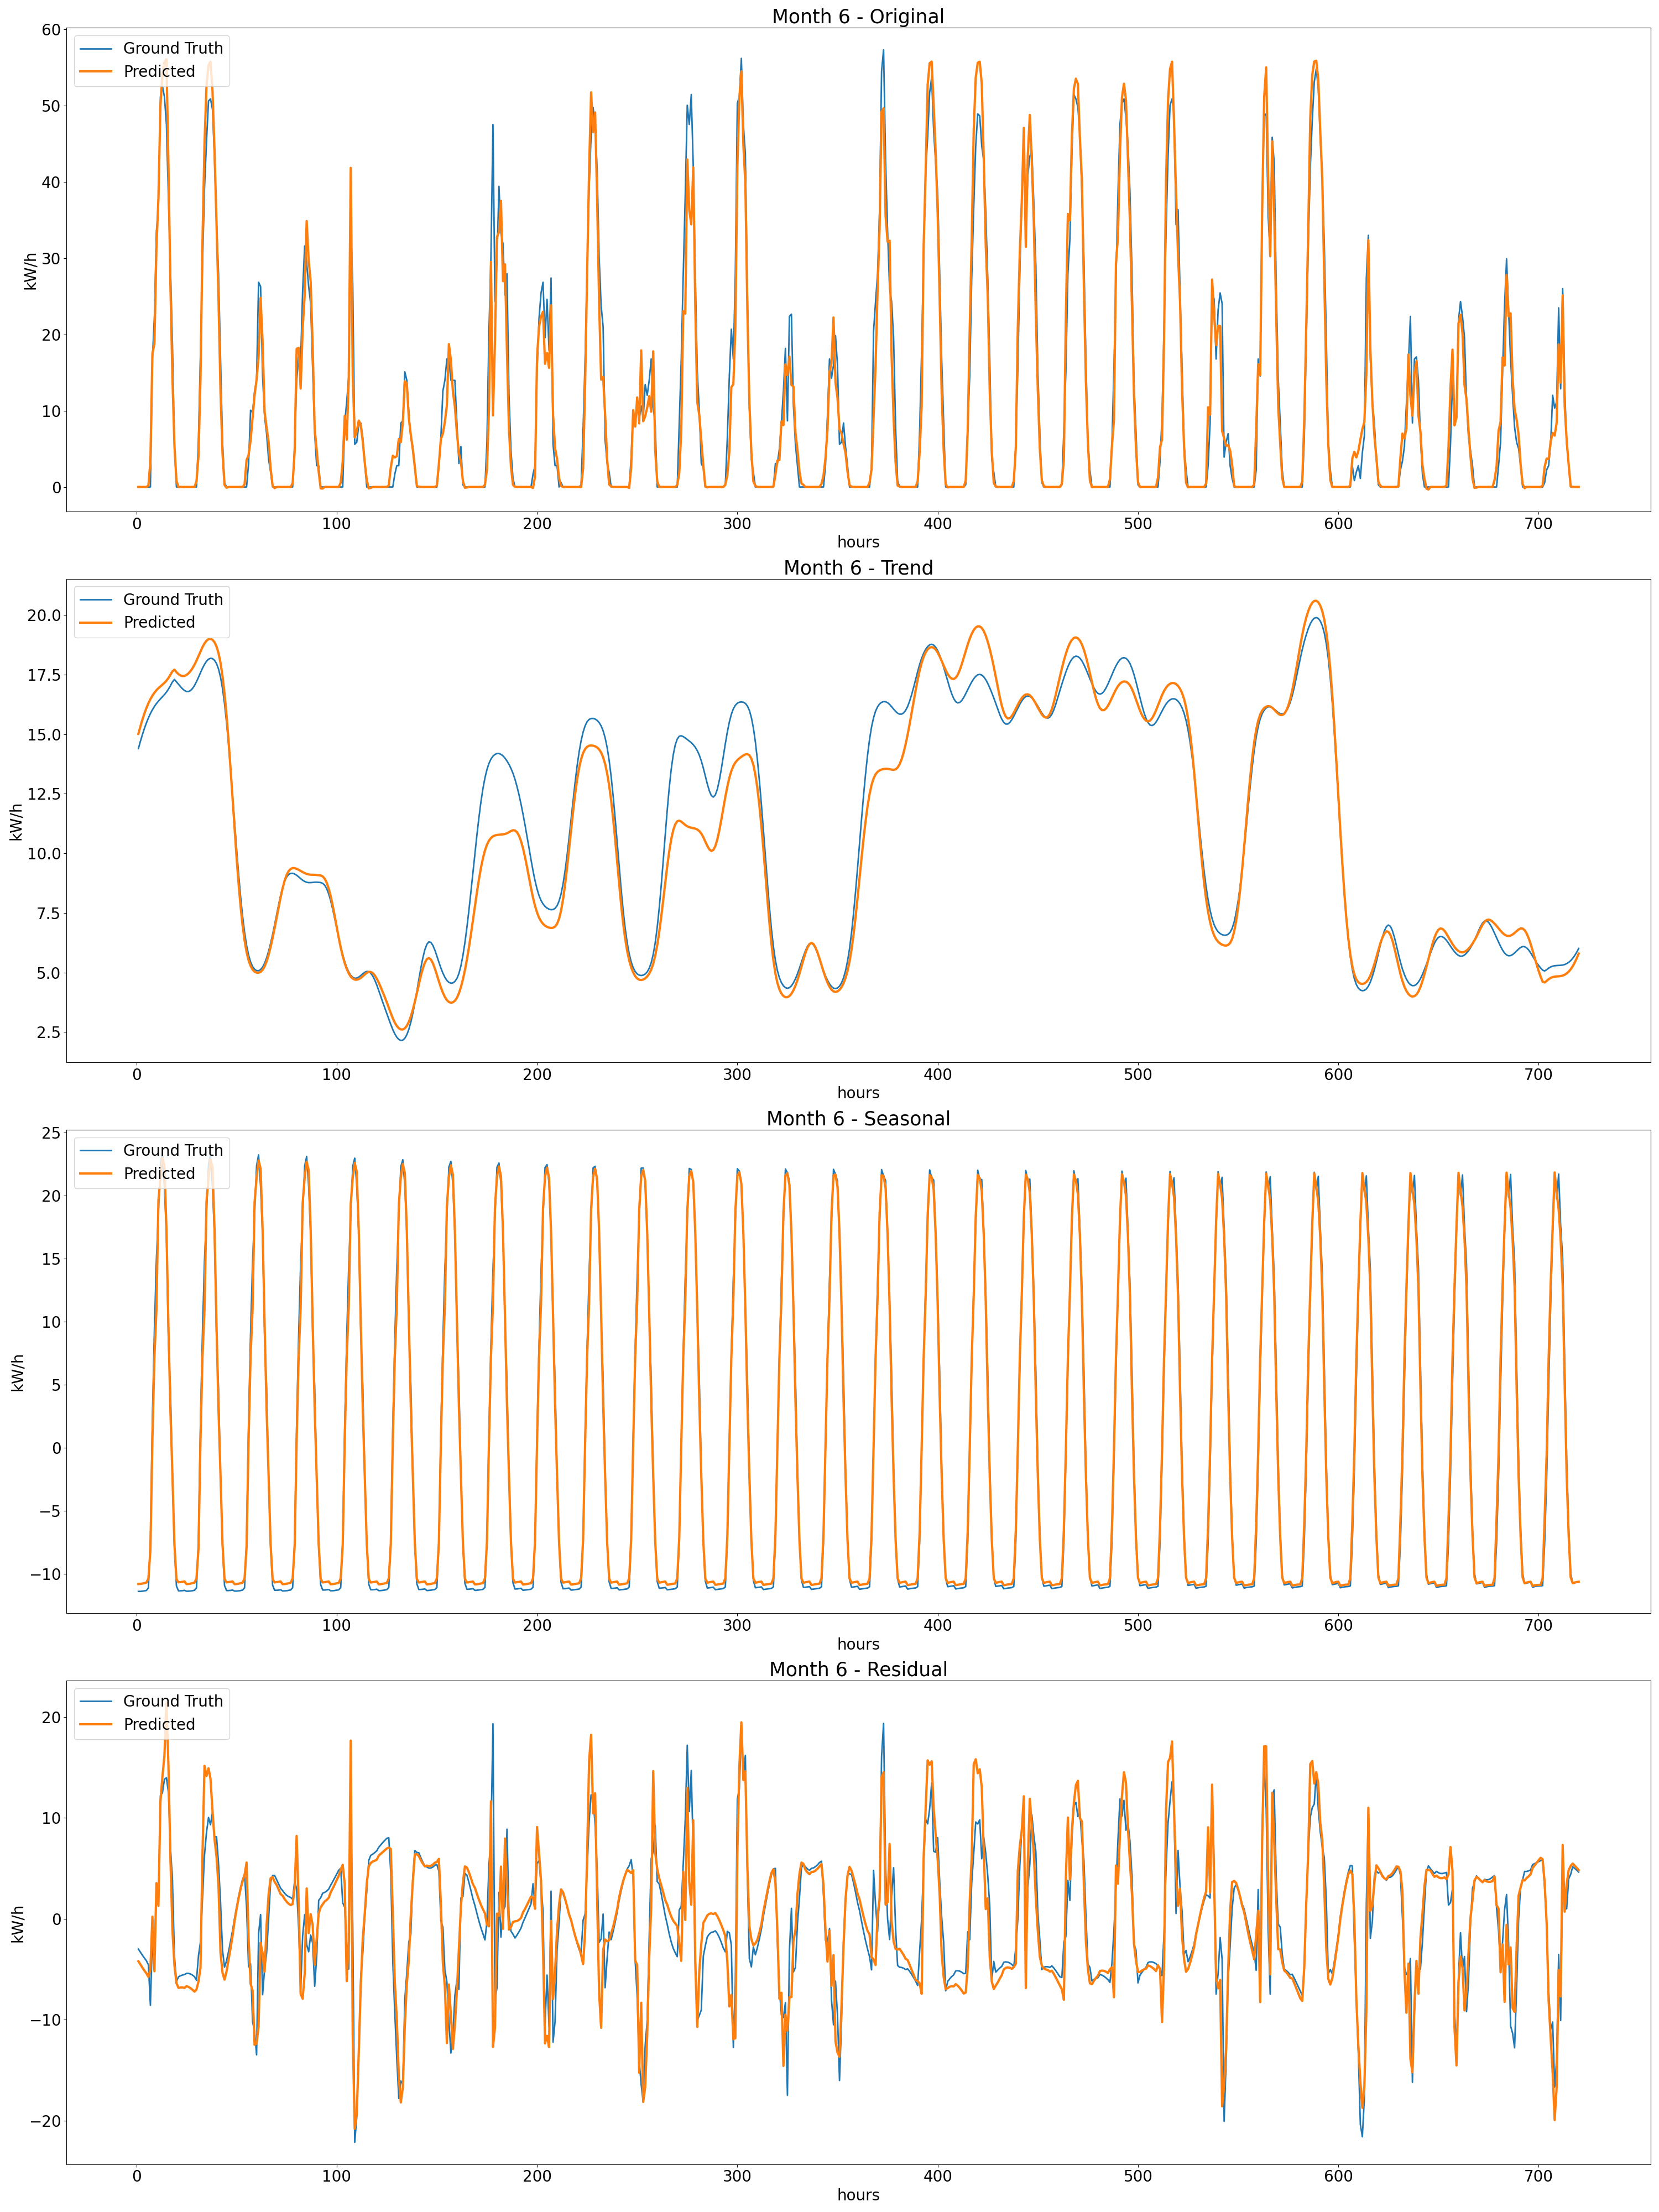 Month 6 - Original
60
50
40
30
20
10
0
kW/h
Ground Truth
Predicted
0 100 200 300 400 500 600 700
hours
Month 6 - Trend
20.0
17.5
15.0
12.5
10.0
7.5
5.0
2.5
kW/h
Ground Truth
Predicted
0 100 200 300 400 500 600 700
hours
Month 6 - Seasonal
25
20
15
10
5
0
−5
−10
kW/h
Ground Truth
Predicted
0 100 200 300 400 500 600 700
hours
Month 6 - Residual
20
10
0
−10
−20
kW/h
Ground Truth
Predicted
0 100 200 300 400 500 600 700
hours